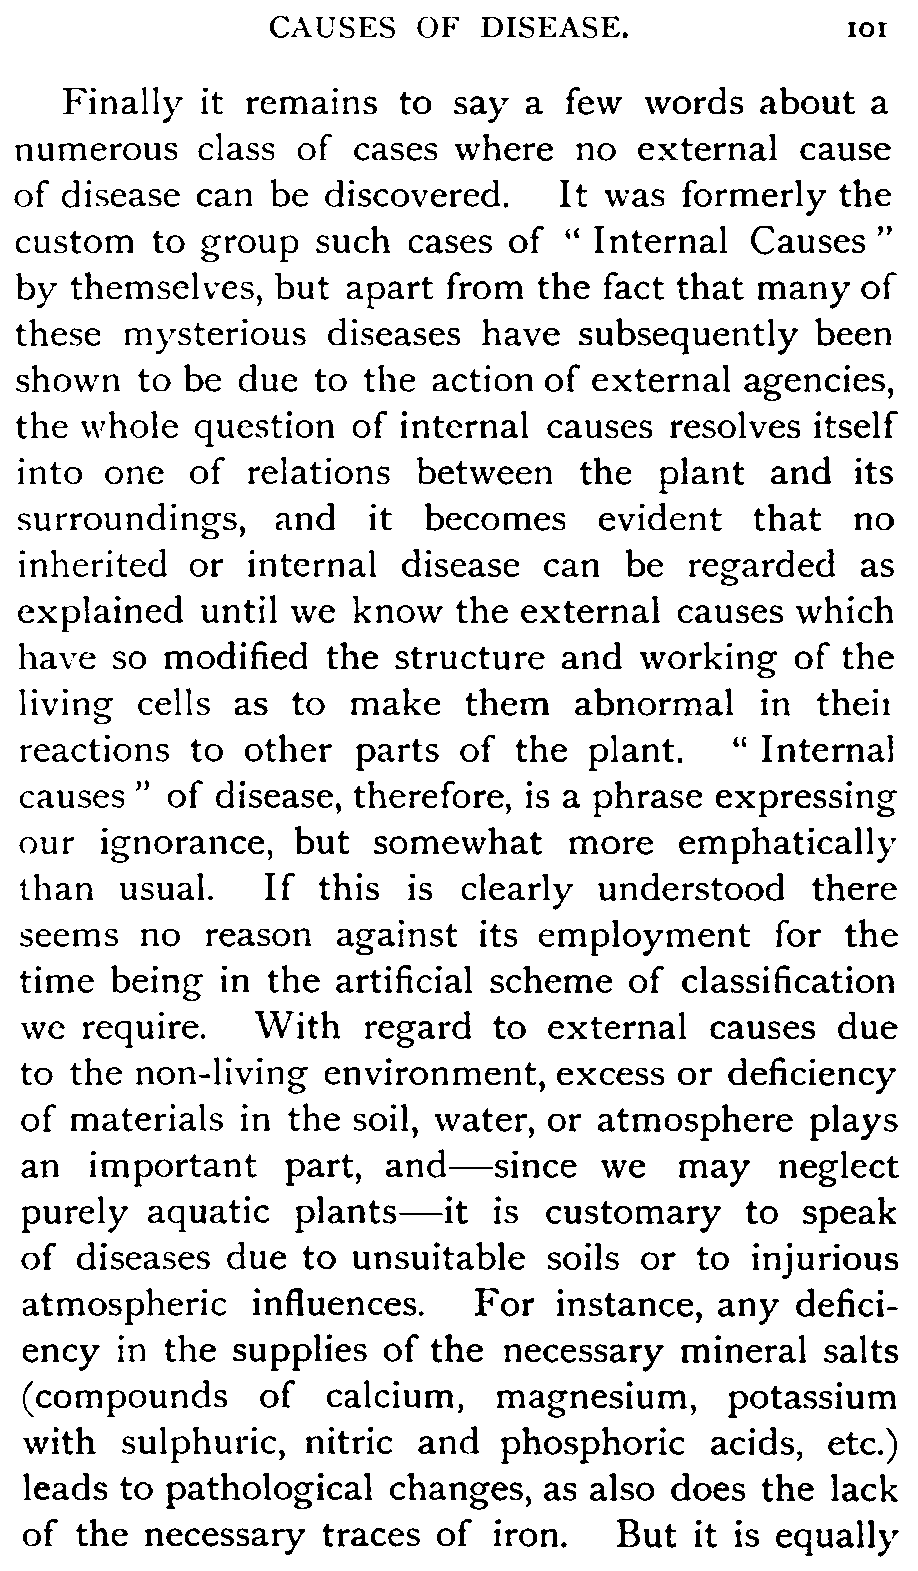 CAUSES OF DISEASE. 101
Finally it remains to say a few words about a
numerous class of cases where no external cause
of disease can be discovered. It was formerly the
custom to group such cases of “ Internal Causes ”
by themselves, but apart from the fact that many of
these mysterious diseases have subsequently been
shown to be due to the action of external agencies,
the whole question of internal causes resolves itself
into one of relations between the plant and its
surroundings, and it becomes evident that no
inherited or internal disease can be regarded as
explained until we know the external causes which
have so modified the structure and working of the
living cells as to make them abnormal in their
reactions to other parts of the plant. “ Internal
causes ” of disease, therefore, is a phrase expressing
our ignorance, but somewhat more emphatically
than usual. If this is clearly understood there
seems no reason against its employment for the
time being in the artificial scheme of classification
we require. With regard to external causes due
to the non-living environment, excess or deficiency
of materials in the soil, water, or atmosphere plays
an important part, and—since we may neglect
purely aquatic plants—it is customary to speak
of diseases due to unsuitable soils or to injurious
atmospheric influences. For instance, any defici-
ency in the supplies of the necessary mineral salts
(compounds of calcium, magnesium, potassium
with sulphuric, nitric and phosphoric acids, etc.)
leads to pathological changes, as also does the lack
of the necessary traces of iron. But it is equally